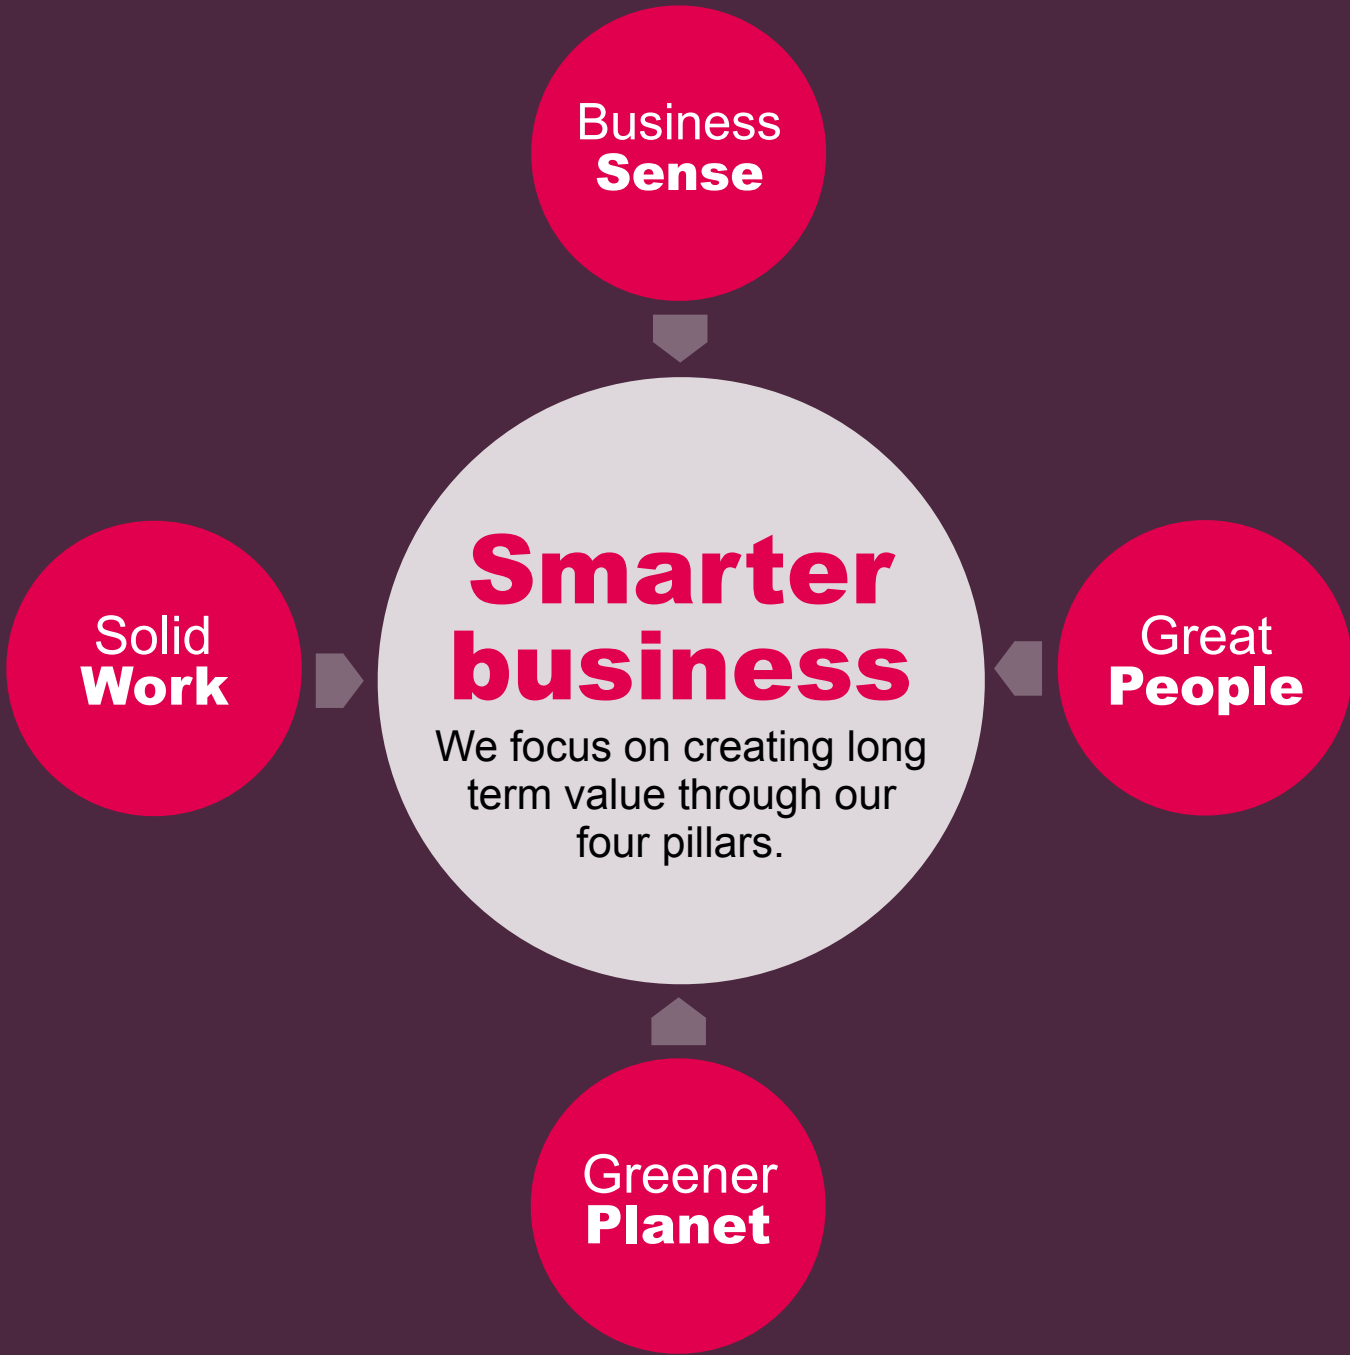 Business
Sense
Smarter
business
We focus on creating long
term value through our
four pillars.
Solid
Work
Great
People
Greener
Planet